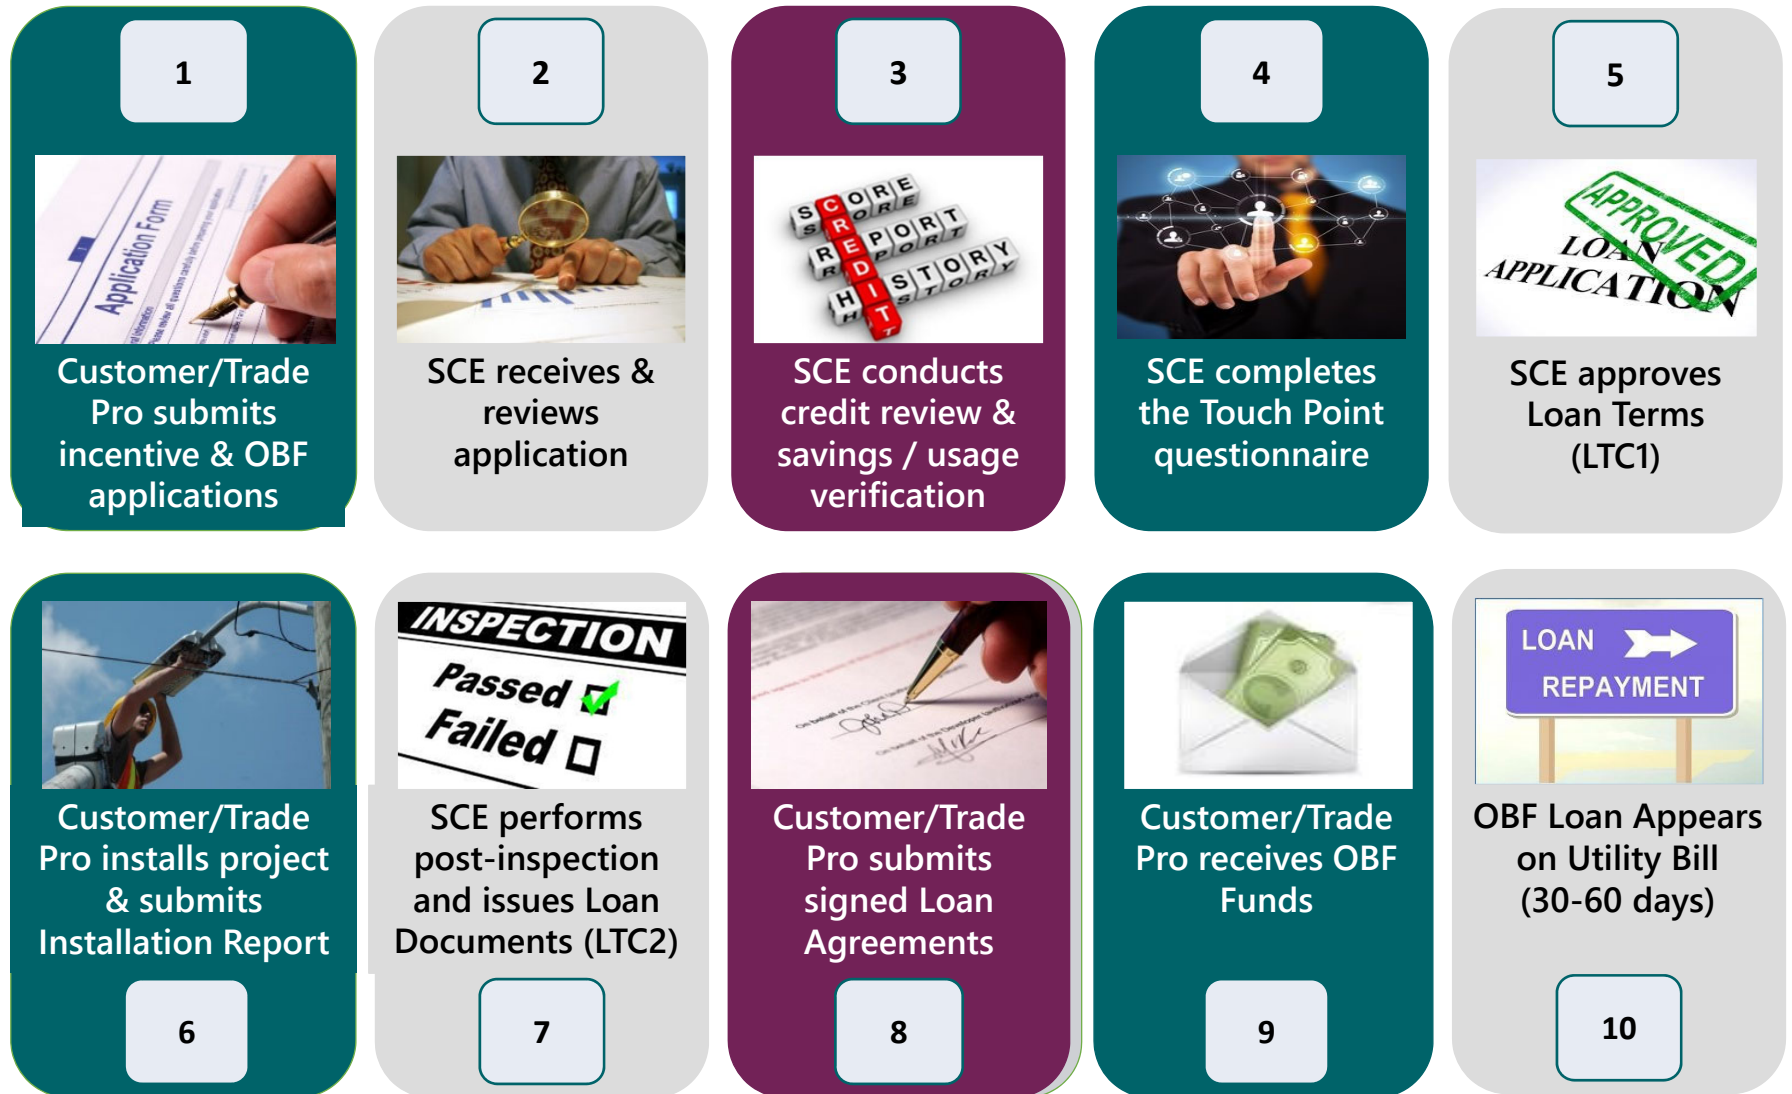 1
2
3
4
5
Application Form
SCORE
CREDIT
REPORT
HISTORY
APPROVED
LOAN
APPLICATION
Customer/Trade
Pro submits
incentive & OBF
applications
SCE receives &
reviews
application
SCE conducts
credit review &
savings / usage
verification
SCE completes
the Touch Point
questionnaire
SCE approves
Loan Terms
(LTC1)
INSPECTION
Passed
Failed
LOAN
REPAYMENT
Customer/Trade
Pro installs project
& submits
Installation Report
SCE performs
post-inspection
and issues Loan
Documents (LTC2)
Customer/Trade
Pro submits
signed Loan
Agreements
Customer/Trade
Pro receives OBF
Funds
OBF Loan Appears
on Utility Bill
(30-60 days)
6
7
8
9
10